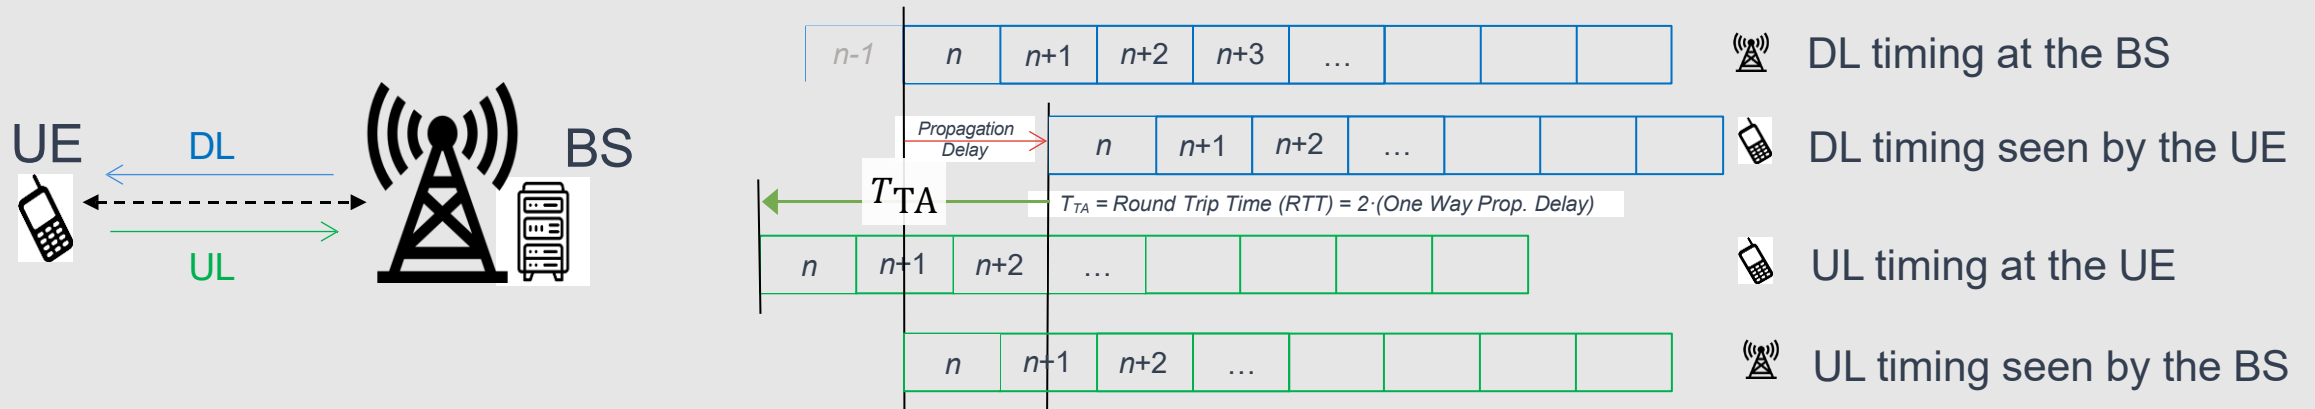 UE
DL
UL
BS
n-1 n n+1 n+2 n+3 …
DL timing at the BS
Propagation
Delay
n n+1 n+2 …
DL timing seen by the UE
T_TA
T_TA = Round Trip Time (RTT) = 2·(One Way Prop. Delay)
n n+1 n+2 …
UL timing at the UE
n n+1 n+2 …
UL timing seen by the BS